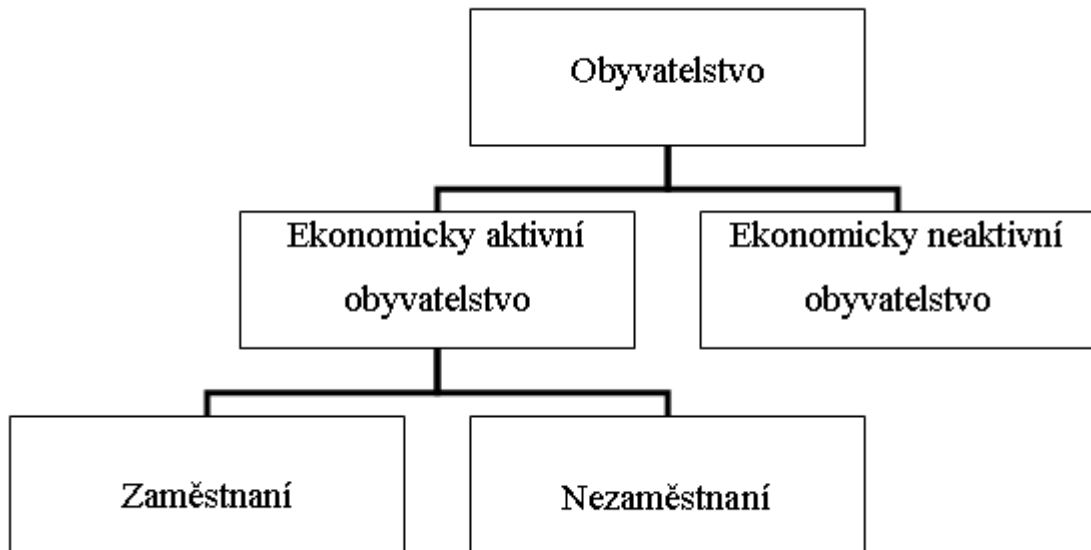 Obyvatelstvo
Ekonomicky aktivní
obyvatelstvo
Ekonomicky neaktivní
obyvatelstvo
Zaměstnaní
Nezaměstnaní